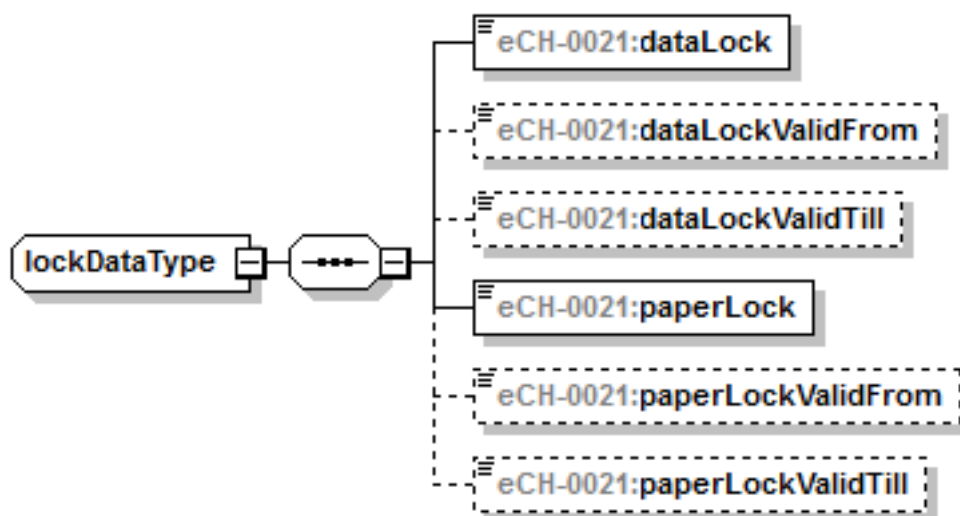 eCH-0021:dataLock
eCH-0021:dataLockValidFrom
eCH-0021:dataLockValidTill
lockDataType
eCH-0021:paperLock
eCH-0021:paperLockValidFrom
eCH-0021:paperLockValidTill